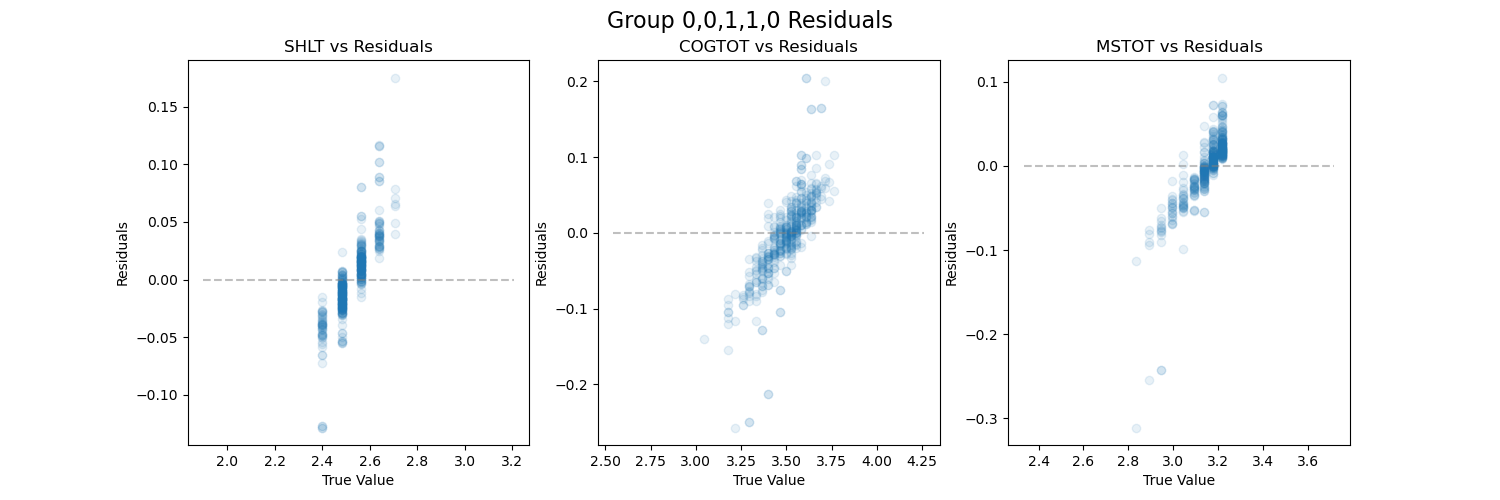 Group 0,0,1,1,0 Residuals
SHLT vs Residuals
COGTOT vs Residuals
MSTOT vs Residuals
Residuals
0.15
0.10
0.05
0.00
−0.05
−0.10
2.0 2.4 2.6 3.0 3.2
True Value
Residuals
0.2
0.1
0.0
−0.1
−0.2
2.50 2.75 3.00 3.25 3.50 3.75 4.00 4.25
True Value
Residuals
0.1
0.0
−0.1
−0.2
−0.3
2.4 2.6 2.8 3.0 3.2 3.4 3.6
True Value